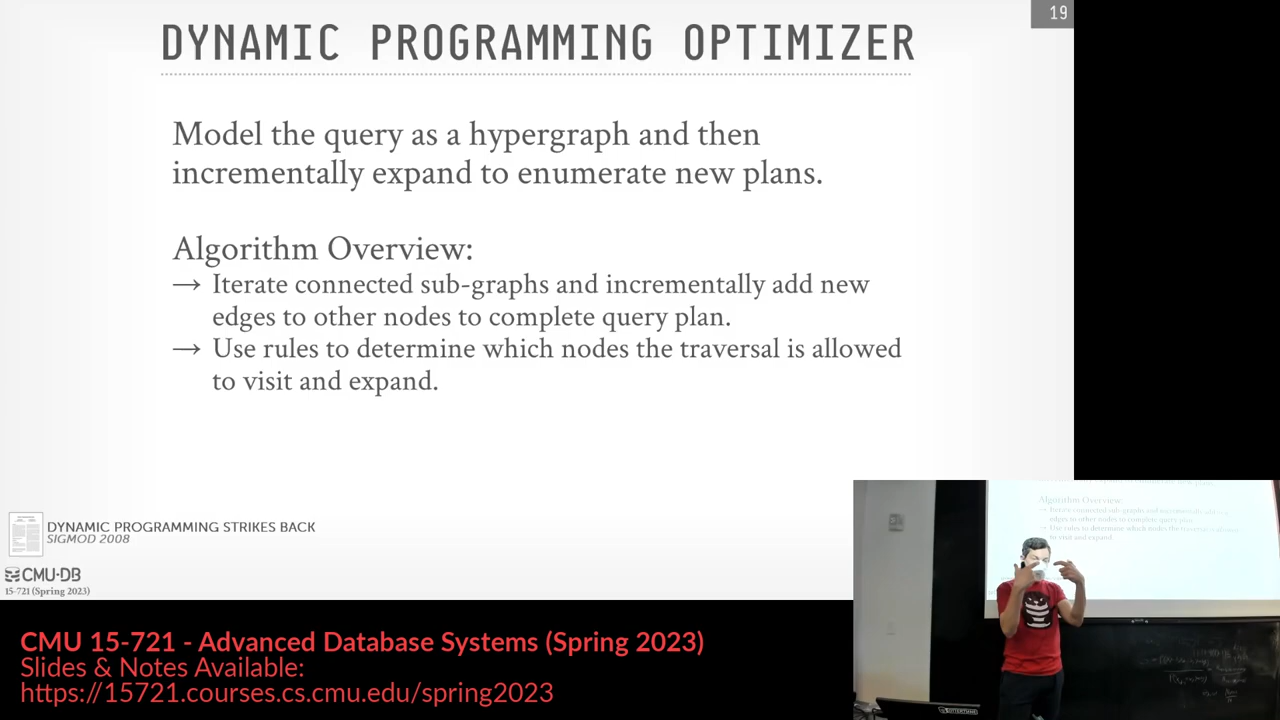 19
DYNAMIC PROGRAMMING OPTIMIZER
Model the query as a hypergraph and then
incrementally expand to enumerate new plans.
Algorithm Overview:
→ Iterate connected sub-graphs and incrementally add new
edges to other nodes to complete query plan.
→ Use rules to determine which nodes the traversal is allowed
to visit and expand.
DYNAMIC PROGRAMMING STRIKES BACK
SIGMOD 2008
CMU·DB
15-721 (Spring 2023)
CMU 15-721 - Advanced Database Systems (Spring 2023)
Slides & Notes Available:
https://15721.courses.cs.cmu.edu/spring2023
Algorithm Overview: